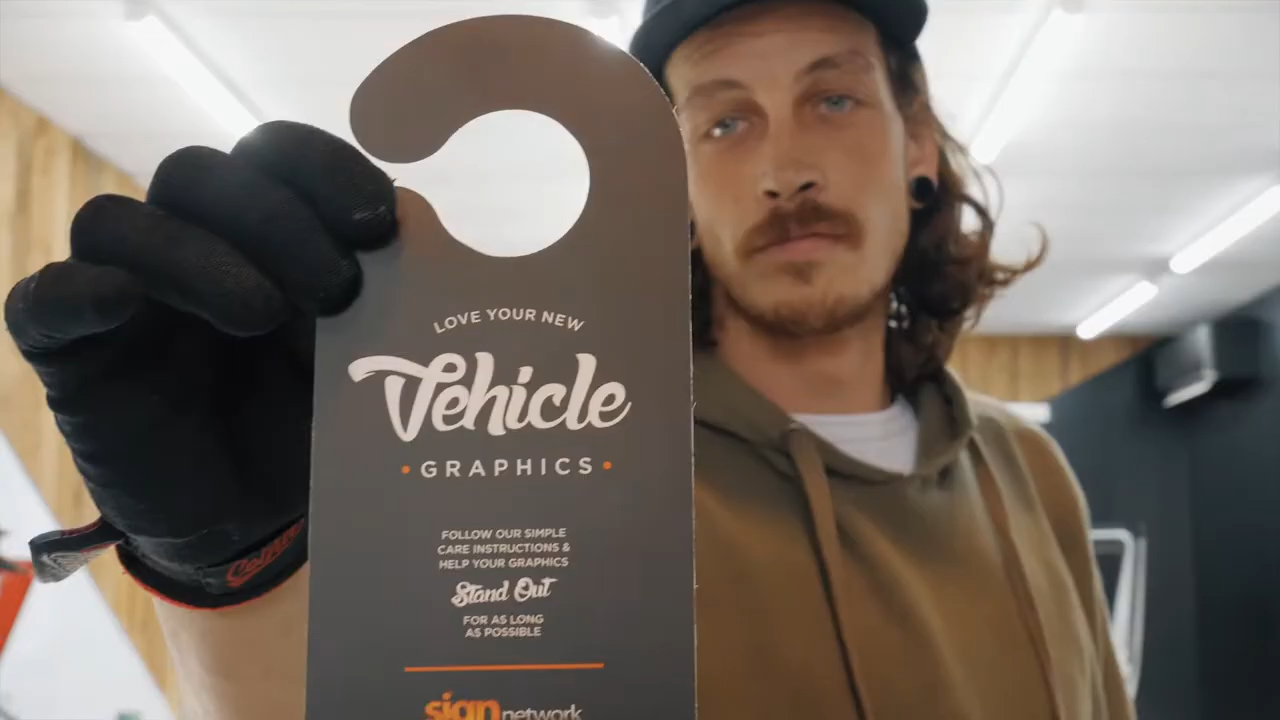 LOVE YOUR NEW
Vehicle
• GRAPHICS •
FOLLOW OUR SIMPLE
CARE INSTRUCTIONS &
HELP YOUR GRAPHICS
Stand Out
FOR AS LONG
AS POSSIBLE
sign network